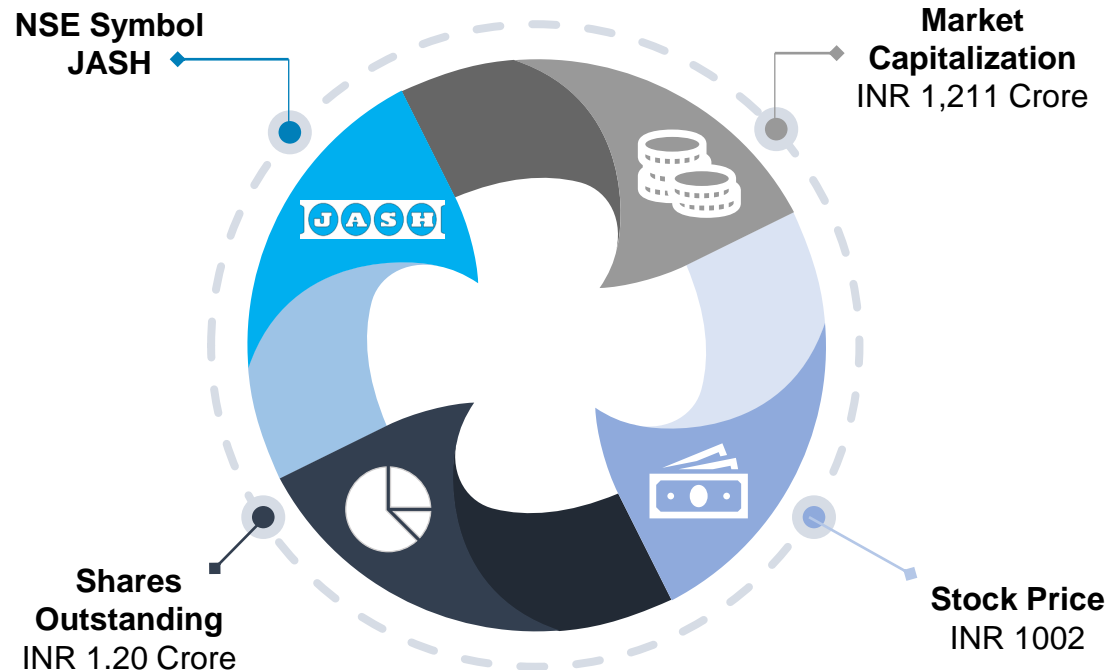 NSE Symbol
JASH
Market
Capitalization
INR 1,211 Crore
JASH
Shares
Outstanding
INR 1.20 Crore
Stock Price
INR 1002